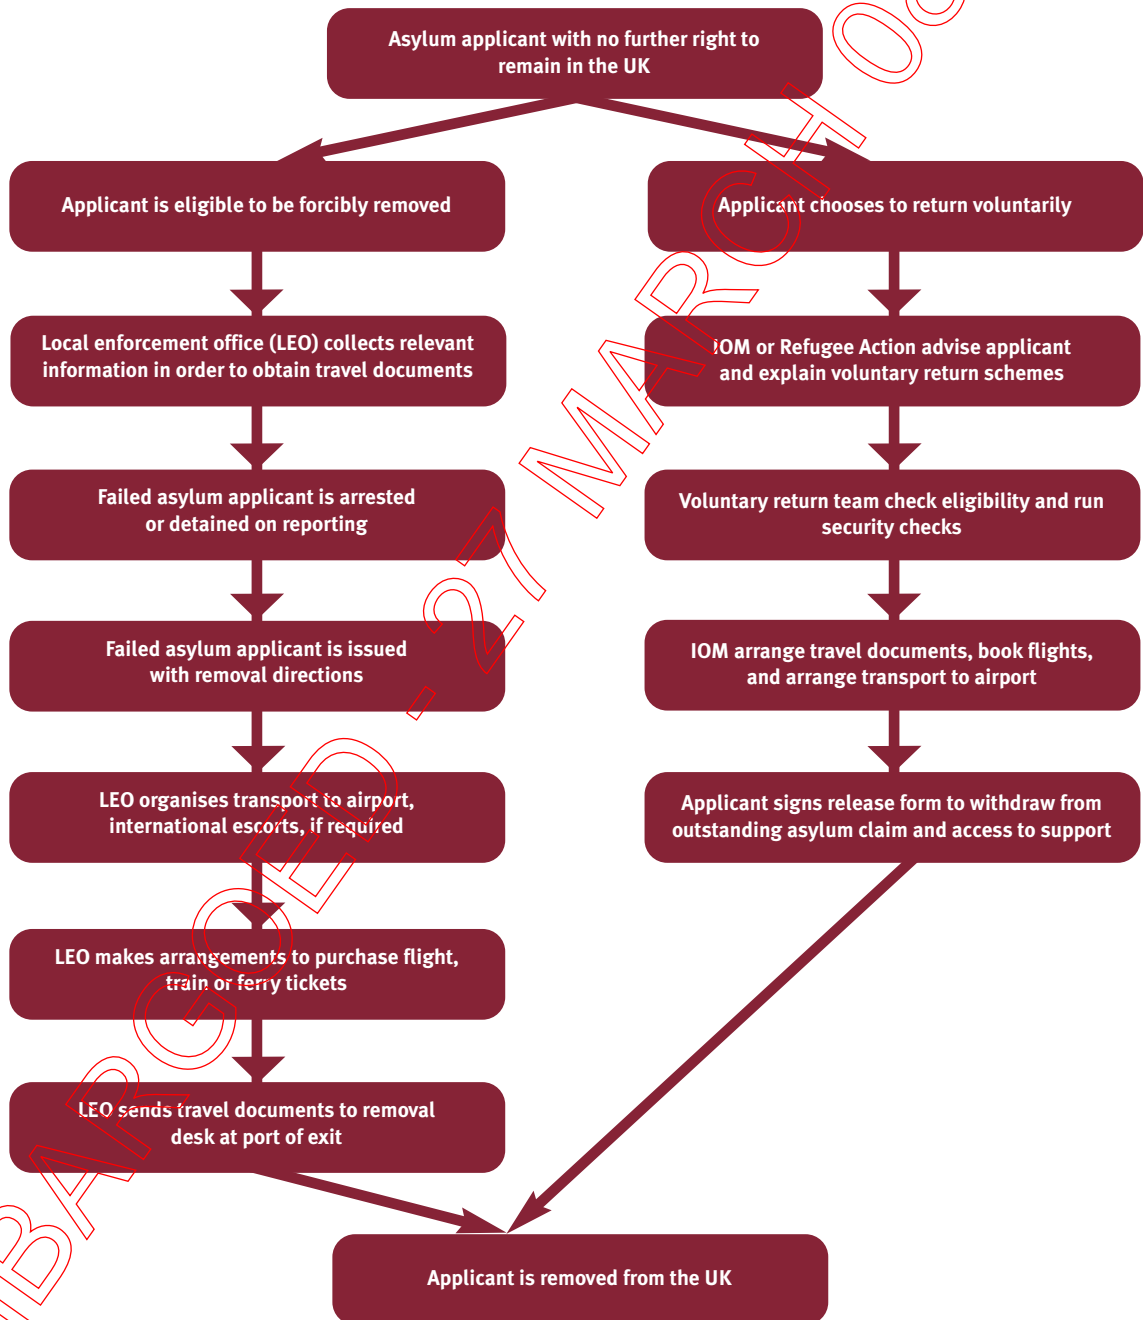 Asylum applicant with no further right to
remain in the UK
Applicant is eligible to be forcibly removed
Applicant chooses to return voluntarily
Local enforcement office (LEO) collects relevant
information in order to obtain travel documents
IOM or Refugee Action advise applicant
and explain voluntary return schemes
Failed asylum applicant is arrested
or detained on reporting
Voluntary return team check eligibility and run
security checks
Failed asylum applicant is issued
with removal directions
IOM arrange travel documents, book flights,
and arrange transport to airport
LEO organises transport to airport,
international escorts, if required
Applicant signs release form to withdraw from
outstanding asylum claim and access to support
LEO makes arrangements to purchase flight,
train or ferry tickets
LEO sends travel documents to removal
desk at port of exit
Applicant is removed from the UK
BARGOED - 27 MARCH